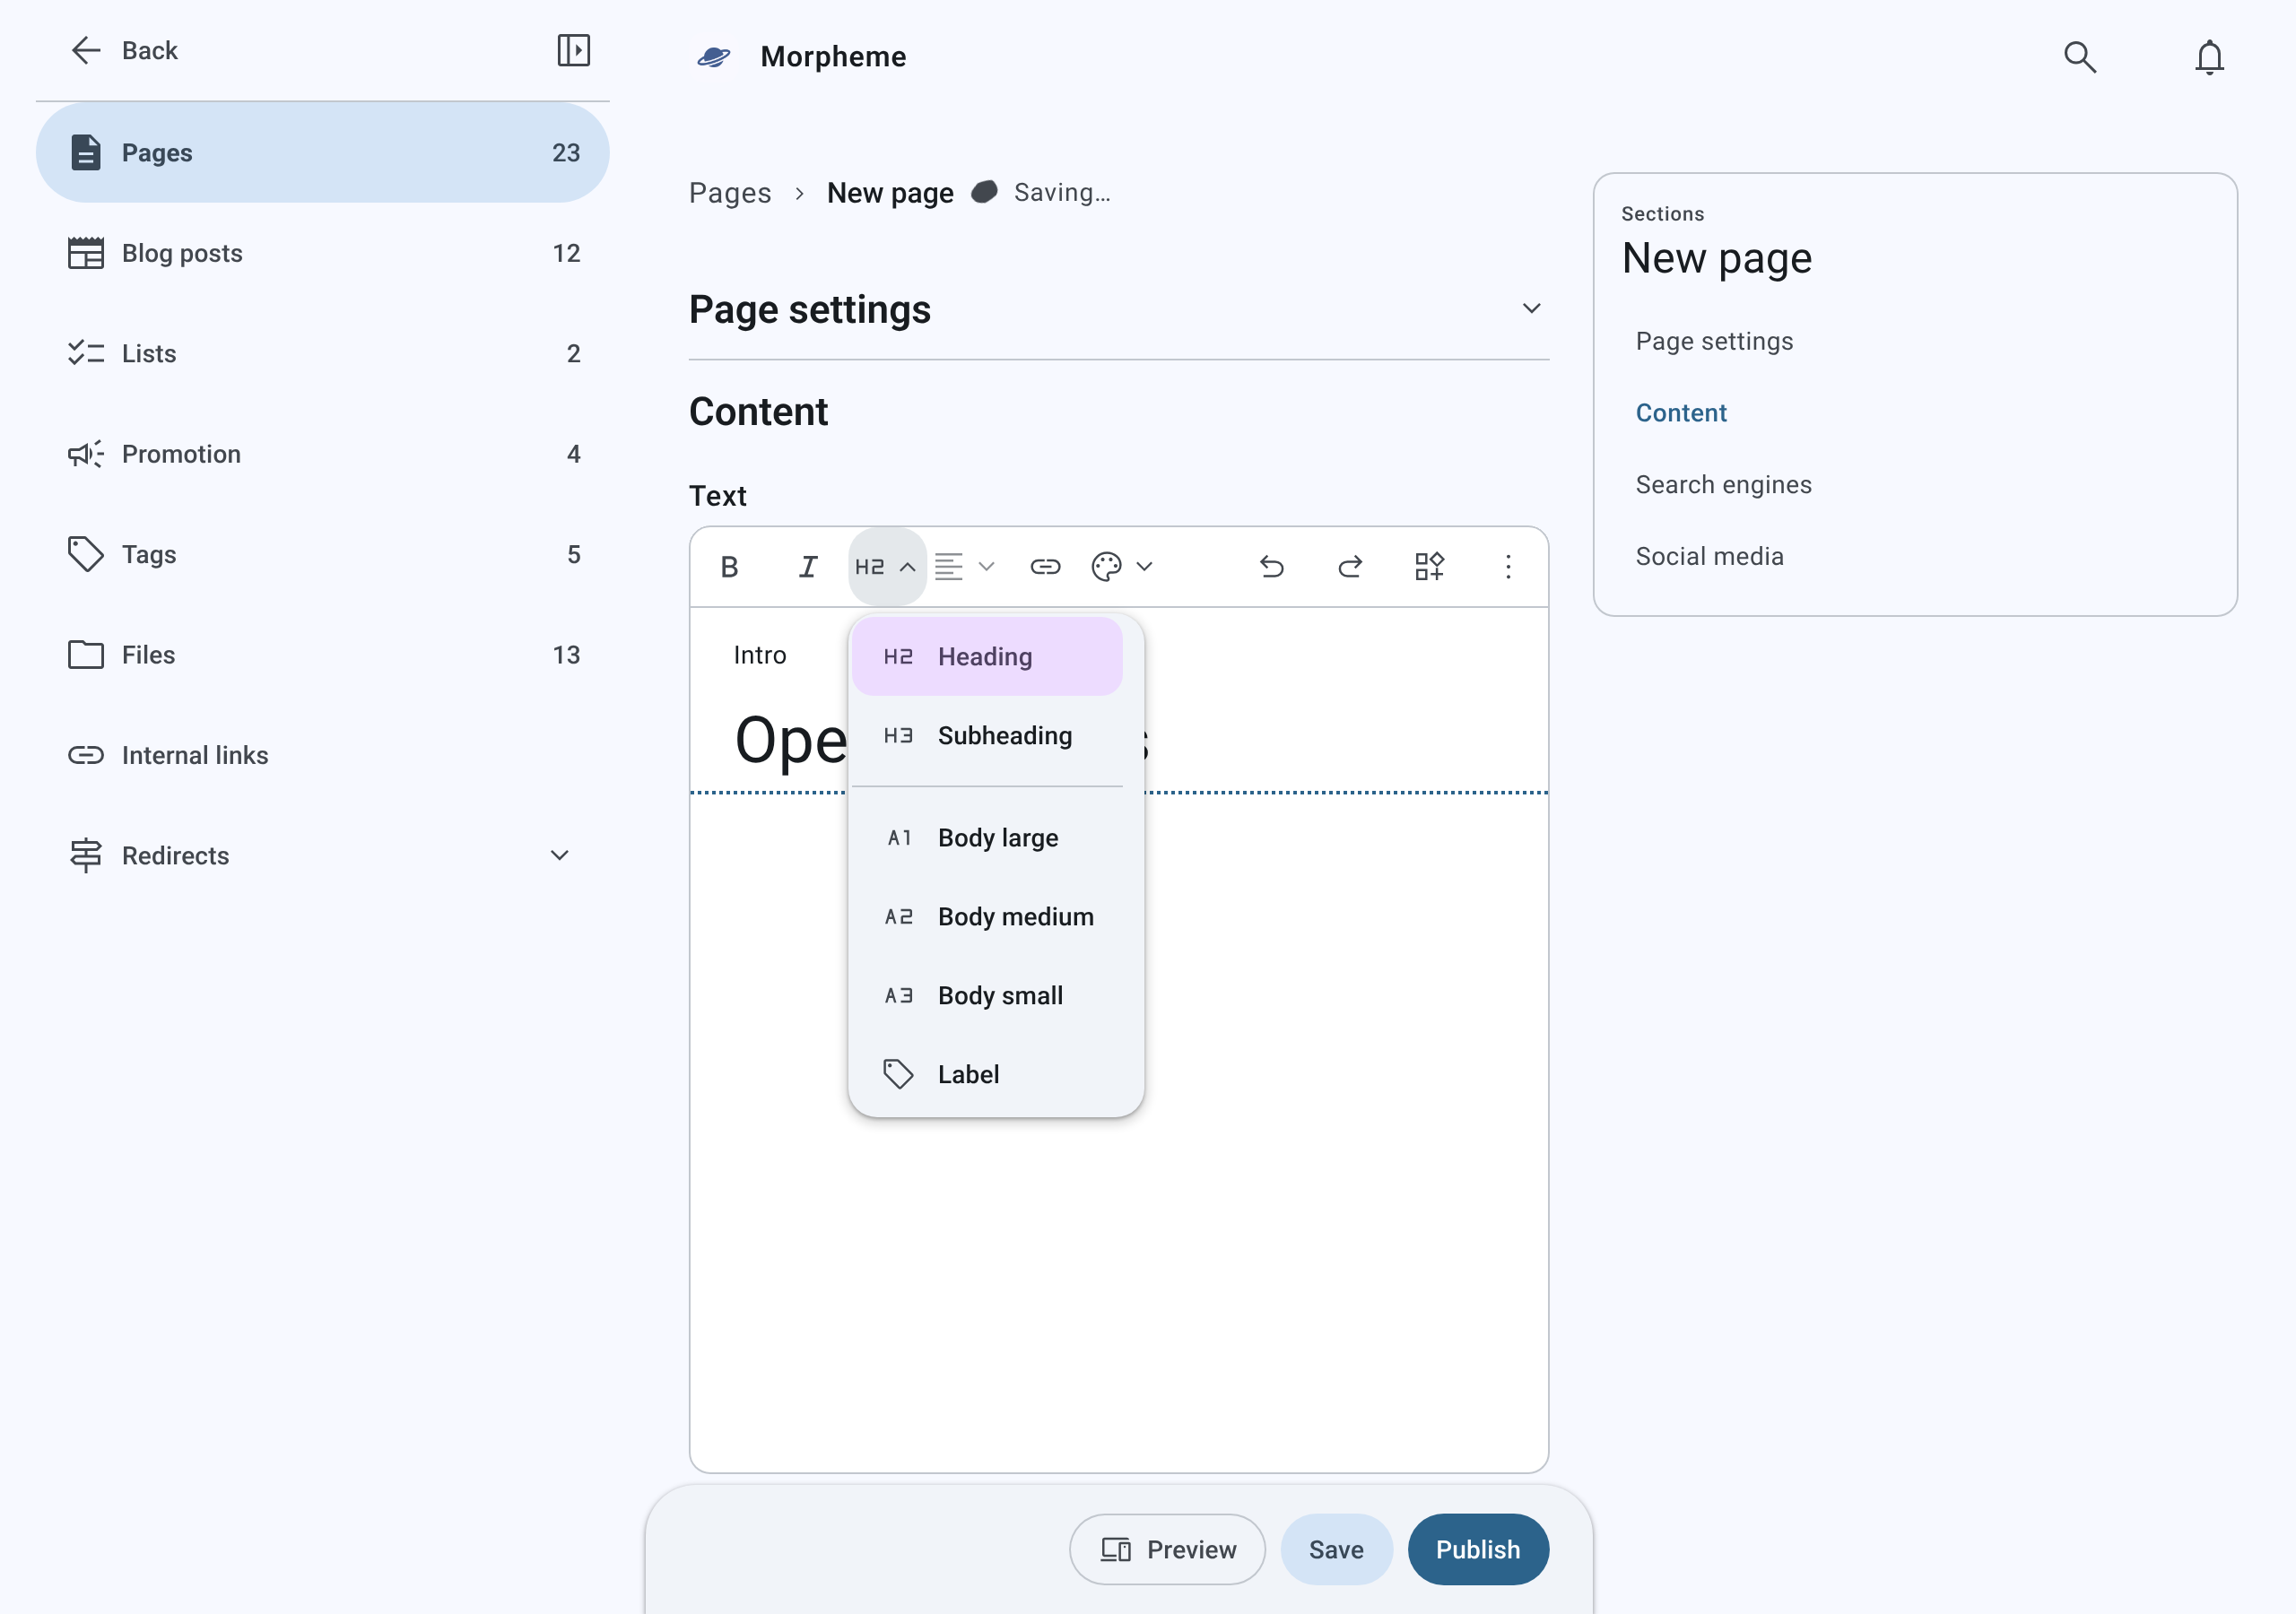 Back
Pages 23
Blog posts 12
Lists 2
Promotion 4
Tags 5
Files 13
Internal links
Redirects
Morpheme
Pages › New page Saving...
Page settings
Content
Text
B I H2
Intro
H2 Heading
H3 Subheading
A1 Body large
A2 Body medium
A3 Body small
Label
Preview Save Publish
Sections
New page
Page settings
Content
Search engines
Social media